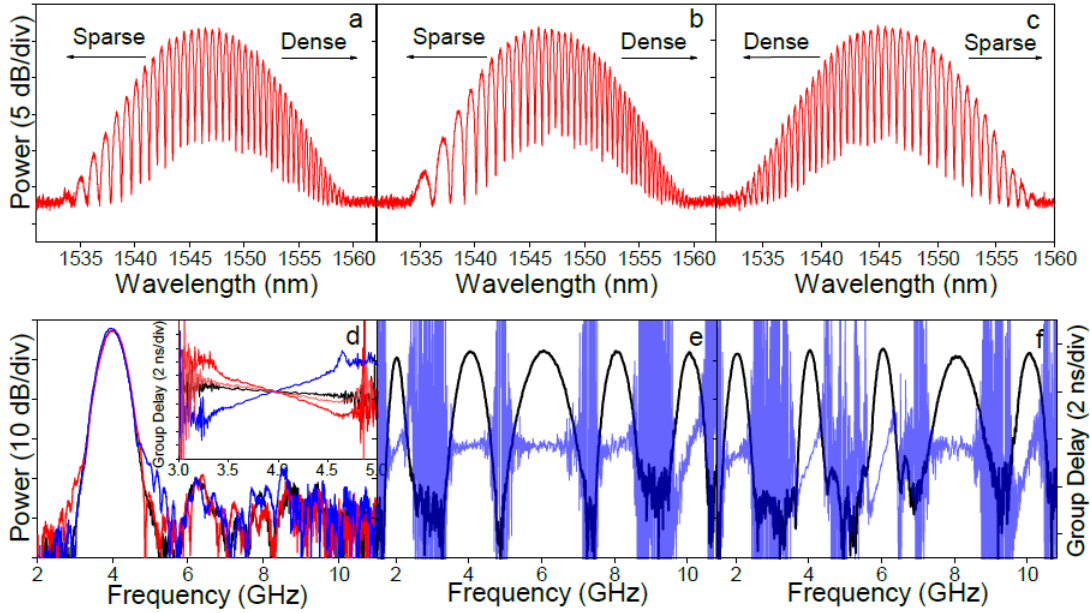 a
b
c
Sparse
Dense
Sparse
Dense
Dense
Sparse
Power (5 dB/div)
1535 1540 1545 1550 1555 1560
1535 1540 1545 1550 1555 1560
1535 1540 1545 1550 1555 1560
Wavelength (nm)
Wavelength (nm)
Wavelength (nm)
d
e
f
Power (10 dB/div)
Group Delay (2 ns/div)
3.0 3.5 4.0 4.5 5.0
Group Delay (2 ns/div)
2 4 6 8 10
2 4 6 8 10
2 4 6 8 10
Frequency (GHz)
Frequency (GHz)
Frequency (GHz)